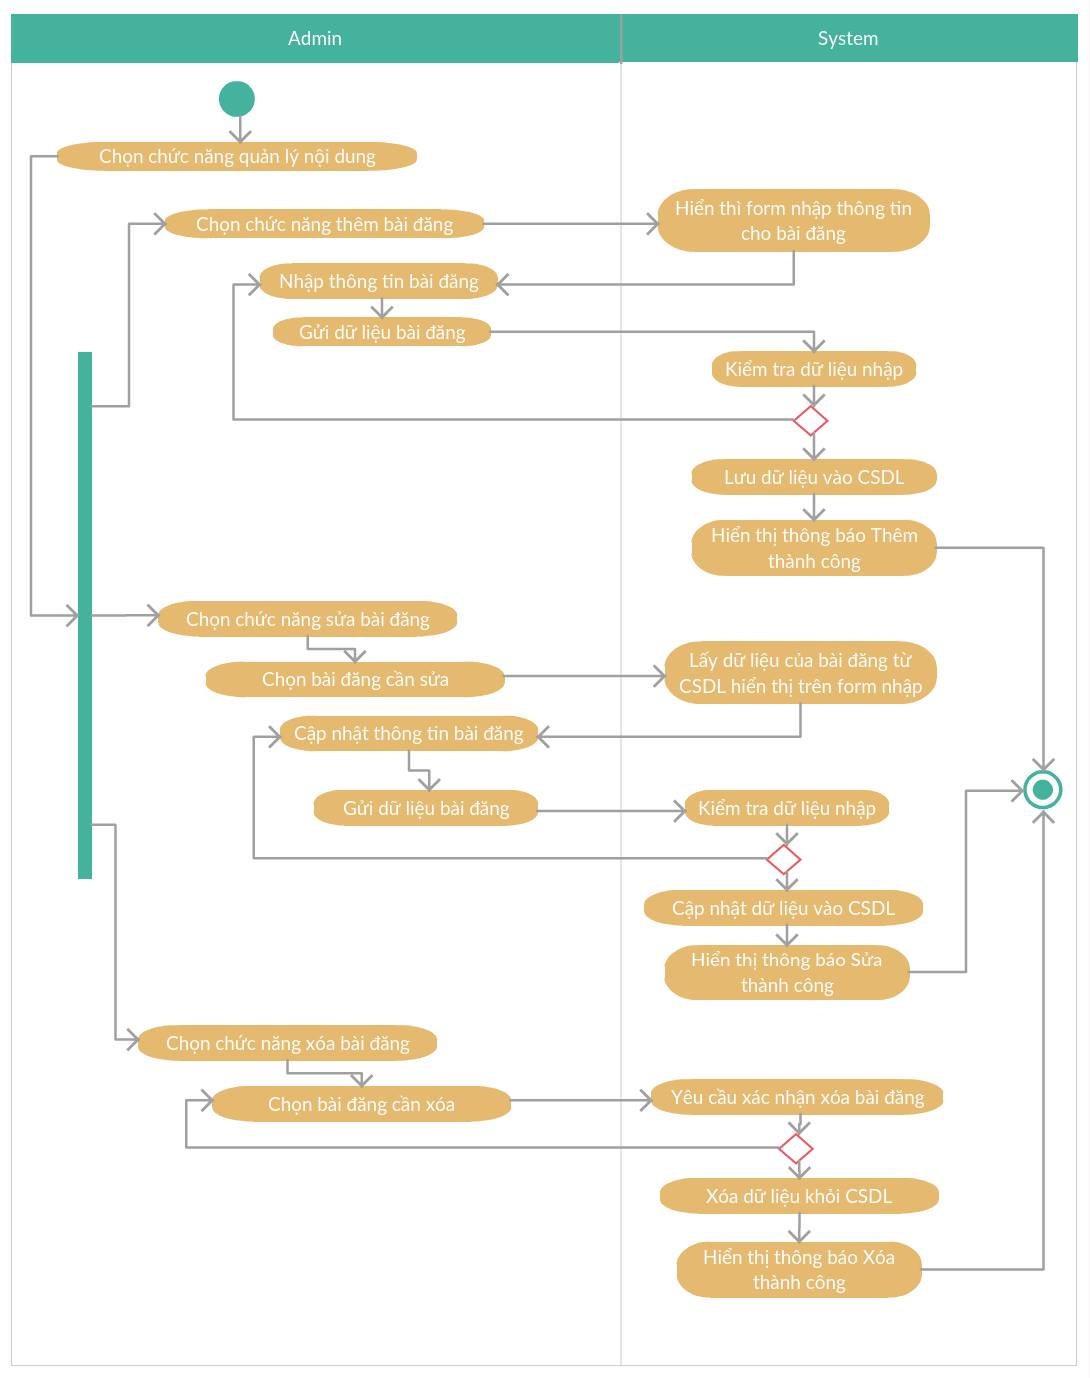 Admin
System
Chọn chức năng quản lý nội dung
Chọn chức năng thêm bài đăng
Hiển thì form nhập thông tin
cho bài đăng
Nhập thông tin bài đăng
Gửi dữ liệu bài đăng
Kiểm tra dữ liệu nhập
Lưu dữ liệu vào CSDL
Hiển thị thông báo Thêm
thành công
Chọn chức năng sửa bài đăng
Chọn bài đăng cần sửa
Lấy dữ liệu của bài đăng từ
CSDL hiển thị trên form nhập
Cập nhật thông tin bài đăng
Gửi dữ liệu bài đăng
Kiểm tra dữ liệu nhập
Cập nhật dữ liệu vào CSDL
Hiển thị thông báo Sửa
thành công
Chọn chức năng xóa bài đăng
Chọn bài đăng cần xóa
Yêu cầu xác nhận xóa bài đăng
Xóa dữ liệu khỏi CSDL
Hiển thị thông báo Xóa
thành công